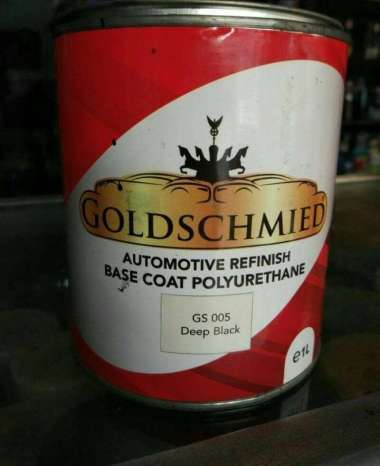 GOLDSCHMIED
AUTOMOTIVE REFINISH
BASE COAT POLYURETHANE
GS 005
Deep Black
e1L